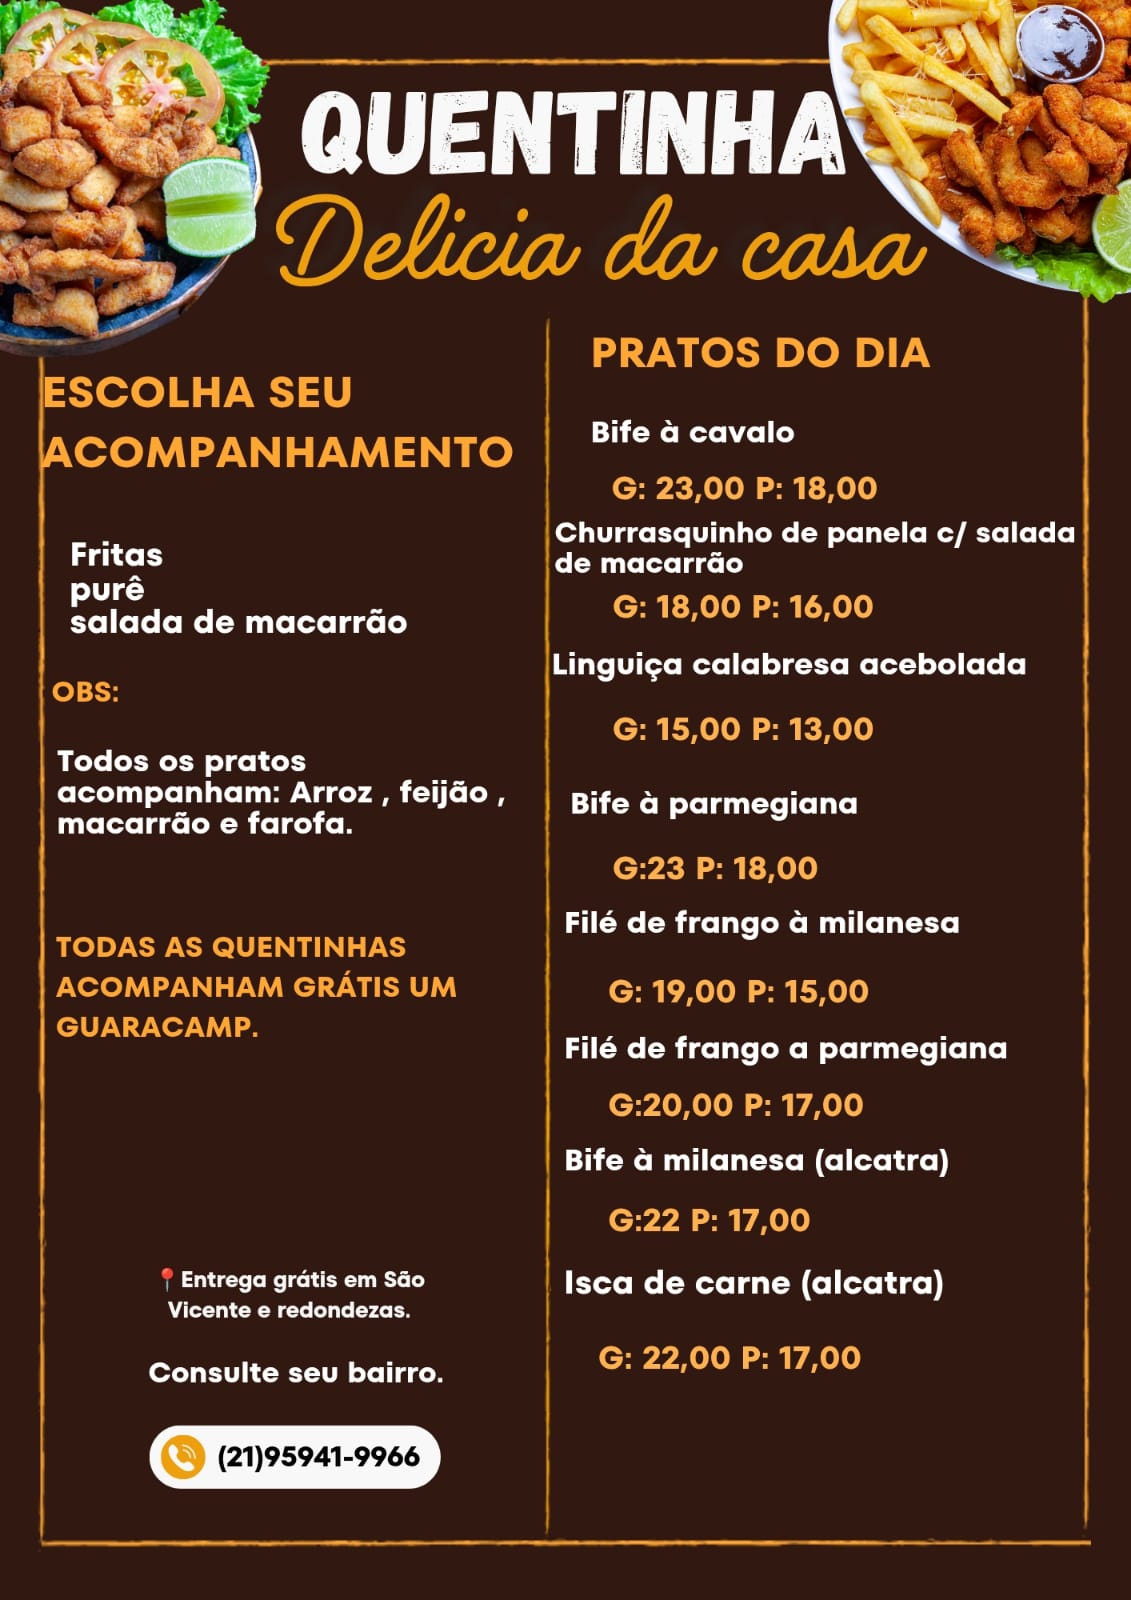 QUENTINHA
Delicia da casa
ESCOLHA SEU
ACOMPANHAMENTO
Fritas
purê
salada de macarrão
OBS:
Todos os pratos
acompanham: Arroz , feijão ,
macarrão e farofa.
TODAS AS QUENTINHAS
ACOMPANHAM GRÁTIS UM
GUARACAMP.
📍Entrega grátis em São
Vicente e redondezas.
Consulte seu bairro.
(21)95941-9966
PRATOS DO DIA
Bife à cavalo
G: 23,00 P: 18,00
Churrasquinho de panela c/ salada
de macarrão
G: 18,00 P: 16,00
Linguiça calabresa acebolada
G: 15,00 P: 13,00
Bife à parmegiana
G:23 P: 18,00
Filé de frango à milanesa
G: 19,00 P: 15,00
Filé de frango a parmegiana
G:20,00 P: 17,00
Bife à milanesa (alcatra)
G:22 P: 17,00
Isca de carne (alcatra)
G: 22,00 P: 17,00